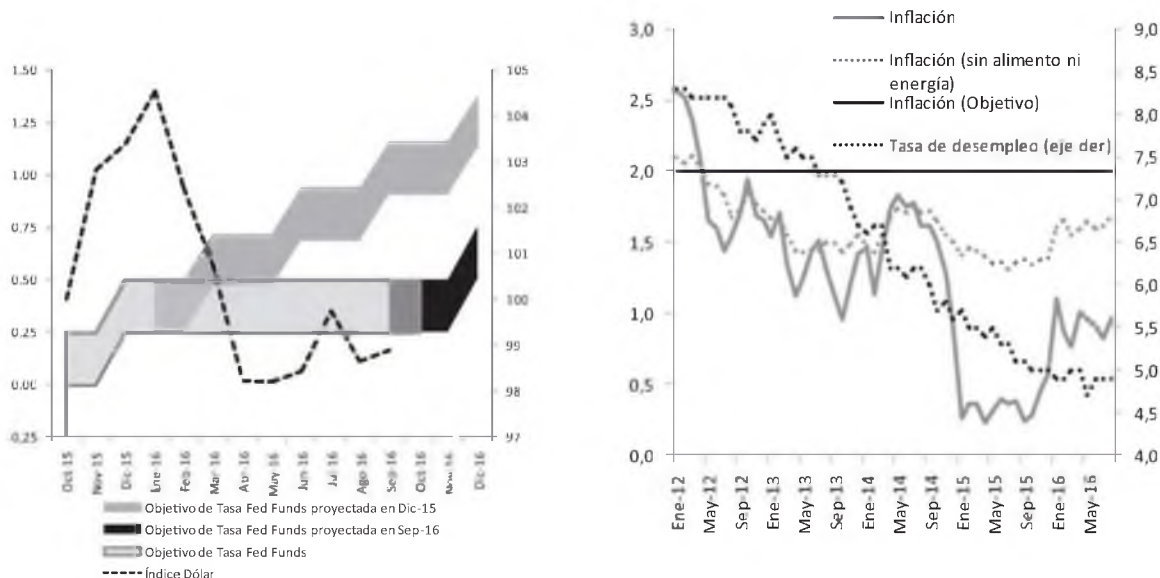 1.50
1.25
1.00
0.75
0.50
0.25
0.00
-0.25
105
104
103
102
101
100
99
98
97
Oct 15
Nov 15
Dic-15
Ene-16
Feb-16
Mar 16
Abr-16
May 16
Jun 16
Jul 16
Ago-16
Sep-16
Oct 16
Nov-16
Dic-16
Objetivo de Tasa Fed Funds proyectada en Dic-15
Objetivo de Tasa Fed Funds proyectada en Sep-16
Objetivo de Tasa Fed Funds
Índice Dólar
3,0
2,5
2,0
1,5
1,0
0,5
0,0
Inflación
Inflación (sin alimento ni
energía)
Inflación (Objetivo)
Tasa de desempleo (eje der)
9,0
8,5
8,0
7,5
7,0
6,5
6,0
5,5
5,0
4,5
4,0
Ene-12
May-12
Sep-12
Ene-13
May-13
Sep-13
Ene-14
May-14
Sep-14
Ene-15
May-15
Sep-15
Ene-16
May-16